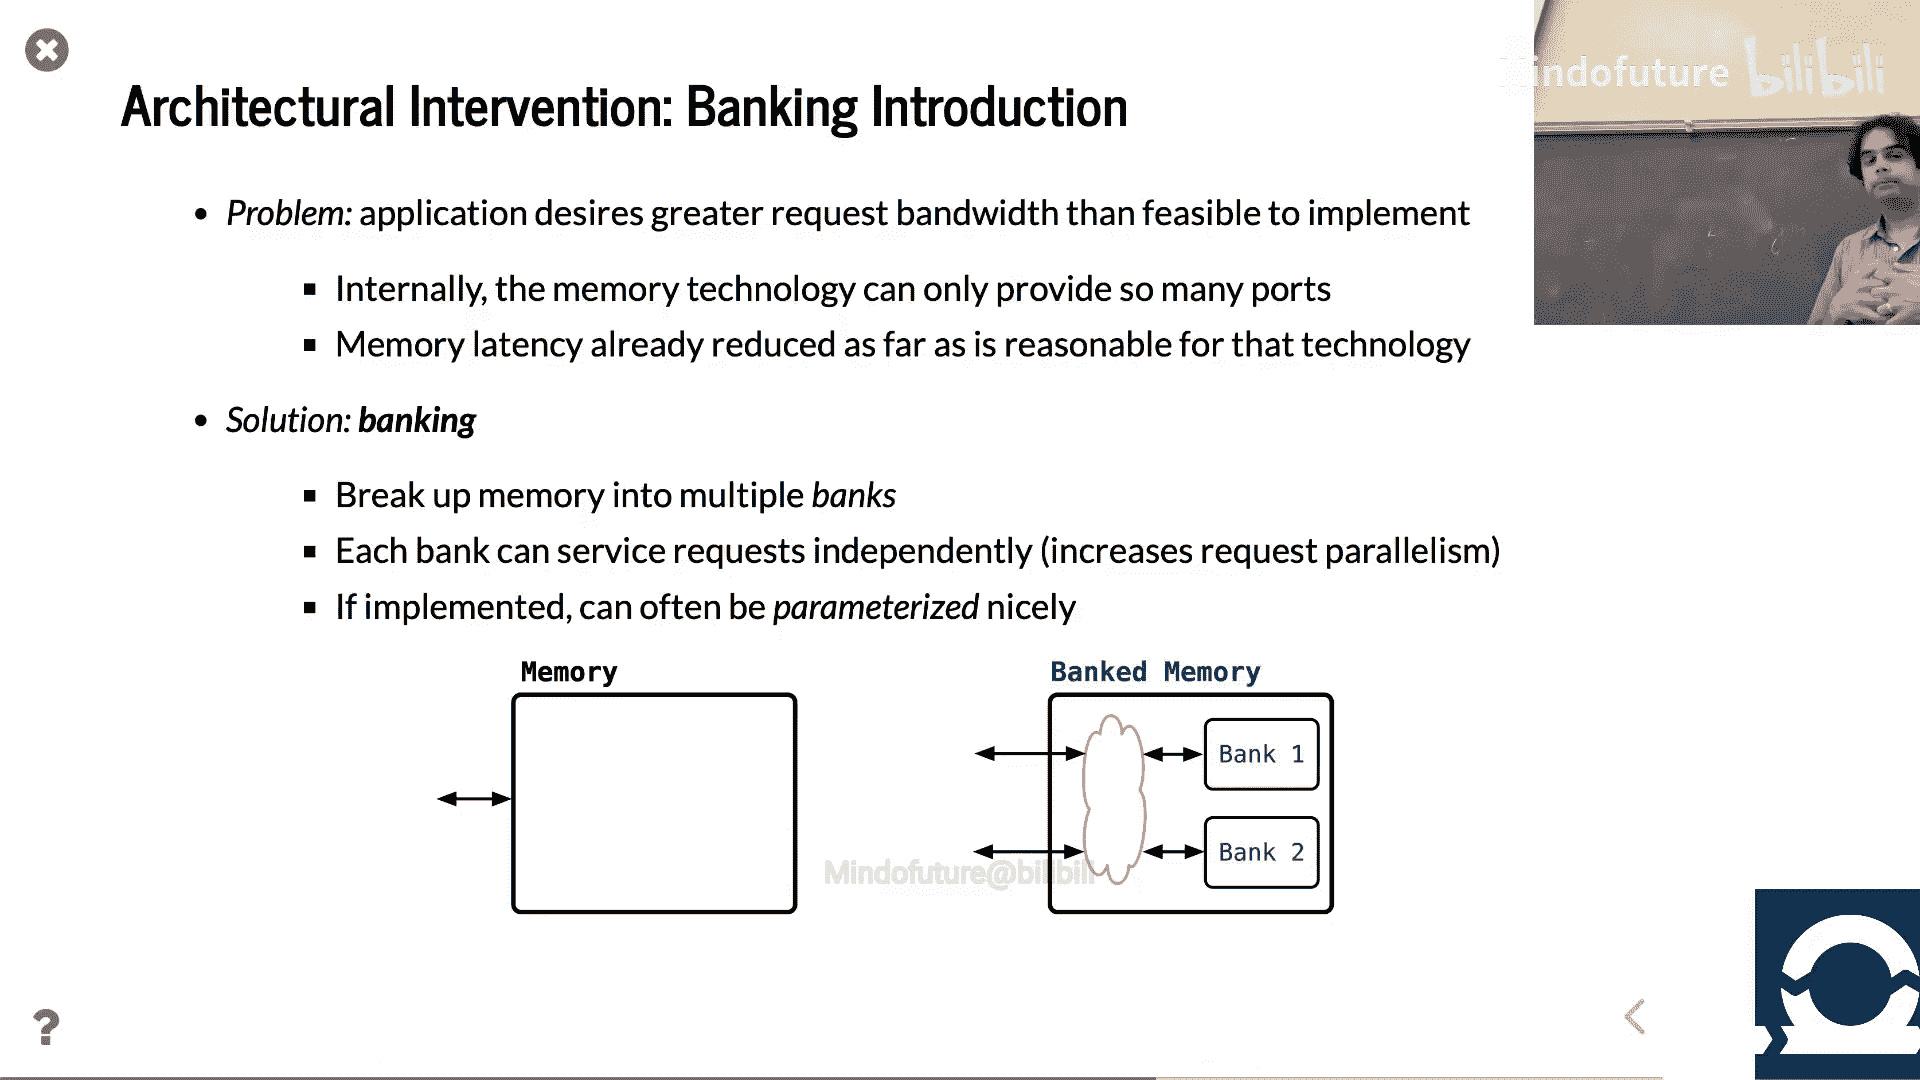 Architectural Intervention: Banking Introduction
Problem: application desires greater request bandwidth than feasible to implement
Internally, the memory technology can only provide so many ports
Memory latency already reduced as far as is reasonable for that technology
Solution: banking
Break up memory into multiple banks
Each bank can service requests independently (increases request parallelism)
If implemented, can often be parameterized nicely
Memory
Banked Memory
Bank 1
Bank 2
Mindofuture@bilibili
Mindofuture bilibili
?